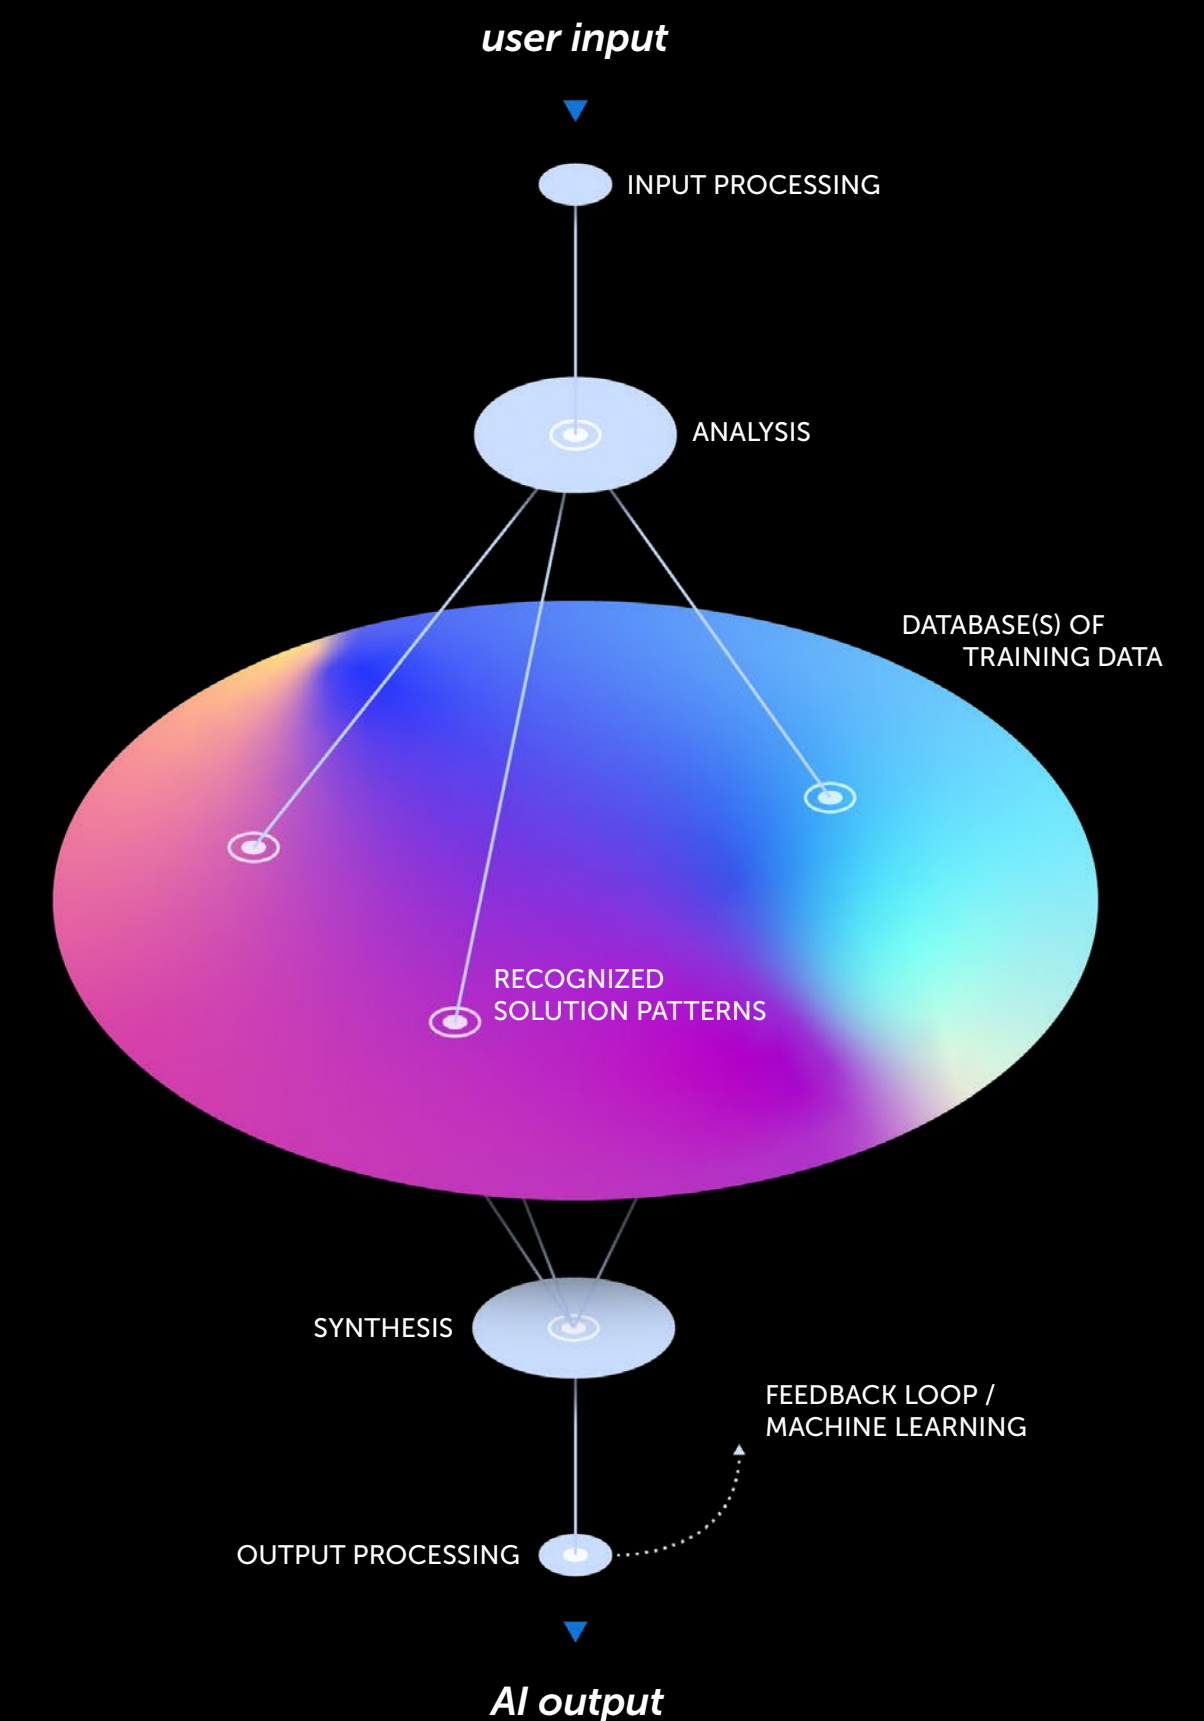 user input
INPUT PROCESSING
ANALYSIS
DATABASE(S) OF
TRAINING DATA
RECOGNIZED
SOLUTION PATTERNS
SYNTHESIS
FEEDBACK LOOP /
MACHINE LEARNING
OUTPUT PROCESSING
AI output